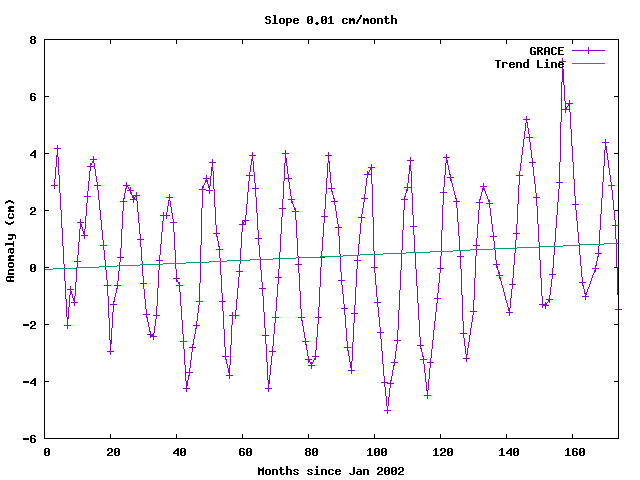 Slope 0.01 cm/month
GRACE
Trend Line
8
6
4
2
0
-2
-4
-6
Anomaly (cm)
0 20 40 60 80 100 120 140 160
Months since Jan 2002